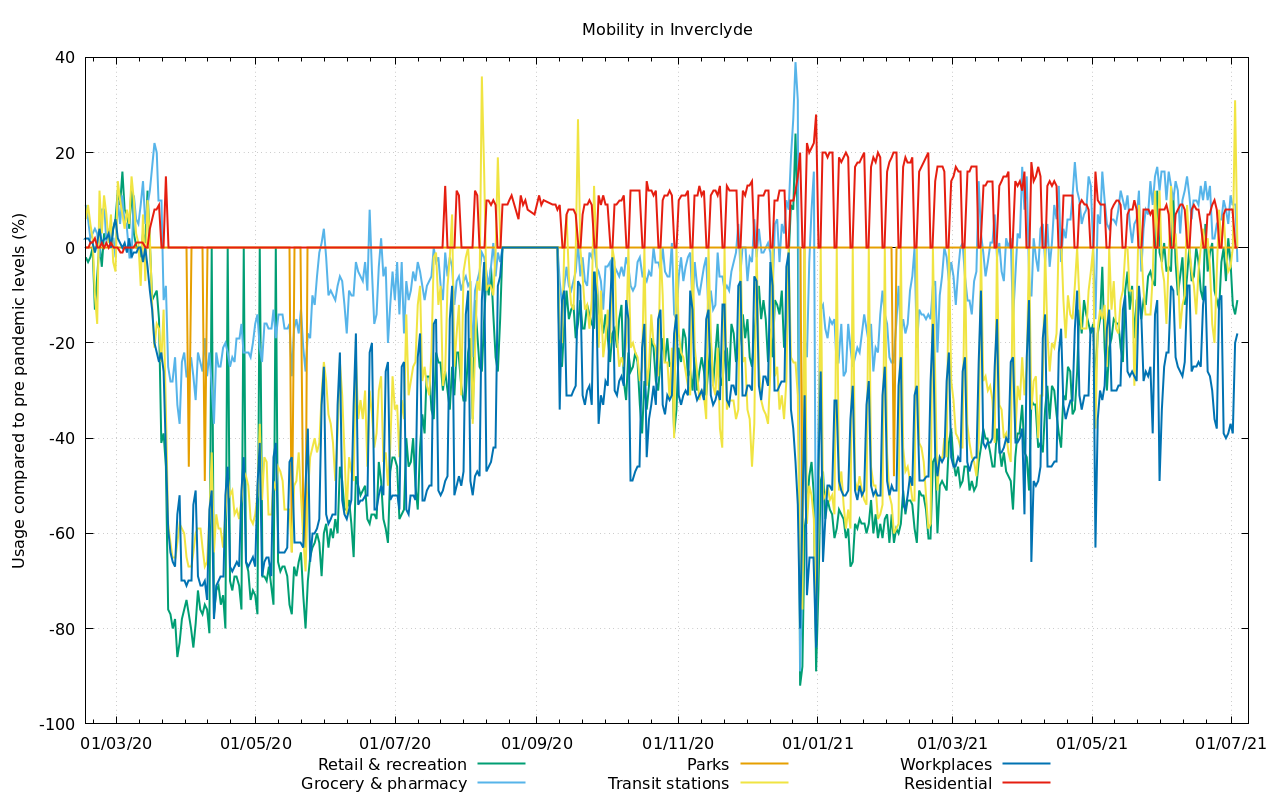 Mobility in Inverclyde
Usage compared to pre pandemic levels (%)
40
20
0
-20
-40
-60
-80
-100
01/03/20 01/05/20 01/07/20 01/09/20 01/11/20 01/01/21 01/03/21 01/05/21 01/07/21
Retail & recreation Parks Workplaces
Grocery & pharmacy Transit stations Residential